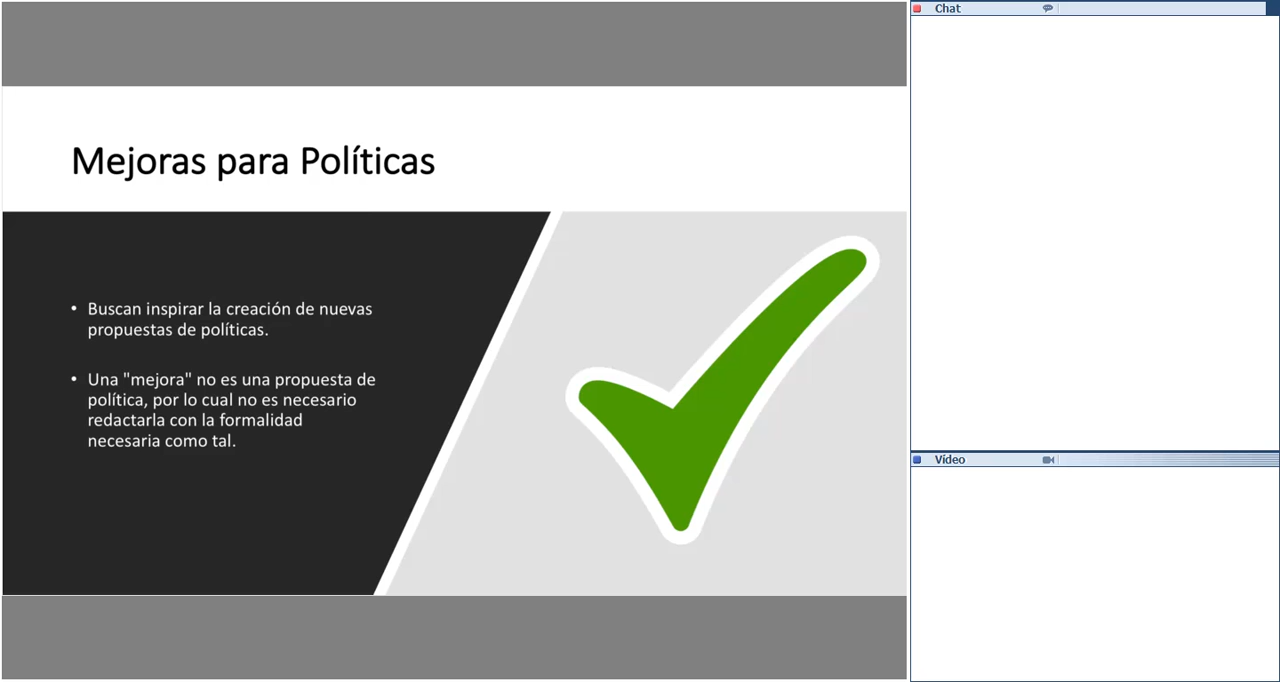 Mejoras para Políticas
• Buscan inspirar la creación de nuevas
propuestas de políticas.
• Una "mejora" no es una propuesta de
política, por lo cual no es necesario
redactarla con la formalidad
necesaria como tal.
Chat
Vídeo